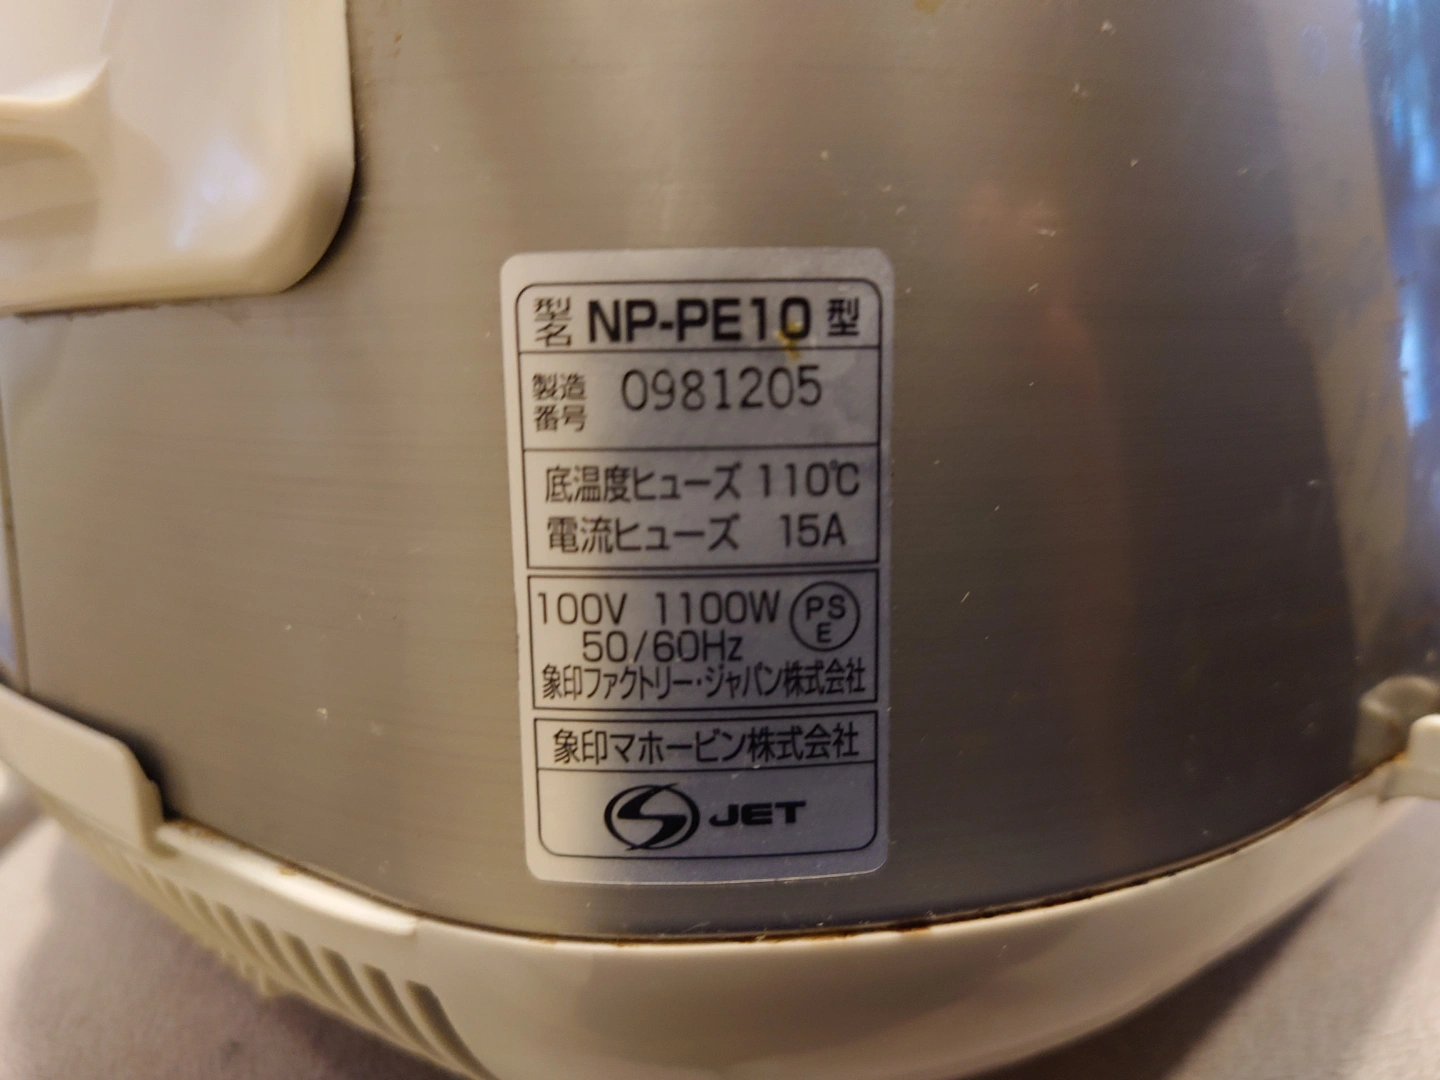 型名 NP-PE10 型
製造番号 0981205
底温度ヒューズ 110℃
電流ヒューズ 15A
100V 1100W
PS
E
50/60Hz
象印ファクトリー・ジャパン株式会社
象印マホービン株式会社
JET